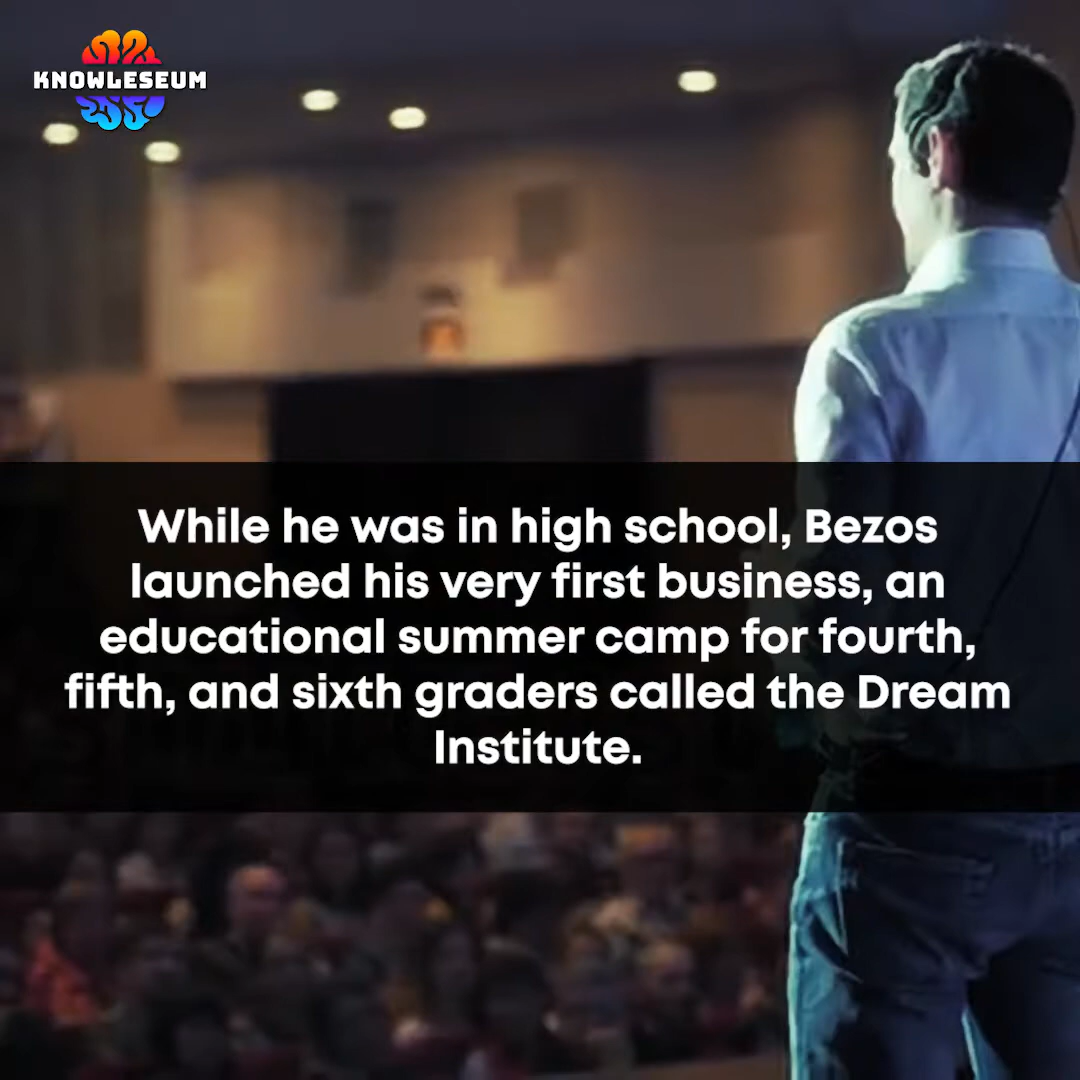 KNOWLESEUM
While he was in high school, Bezos
launched his very first business, an
educational summer camp for fourth,
fifth, and sixth graders called the Dream
Institute.